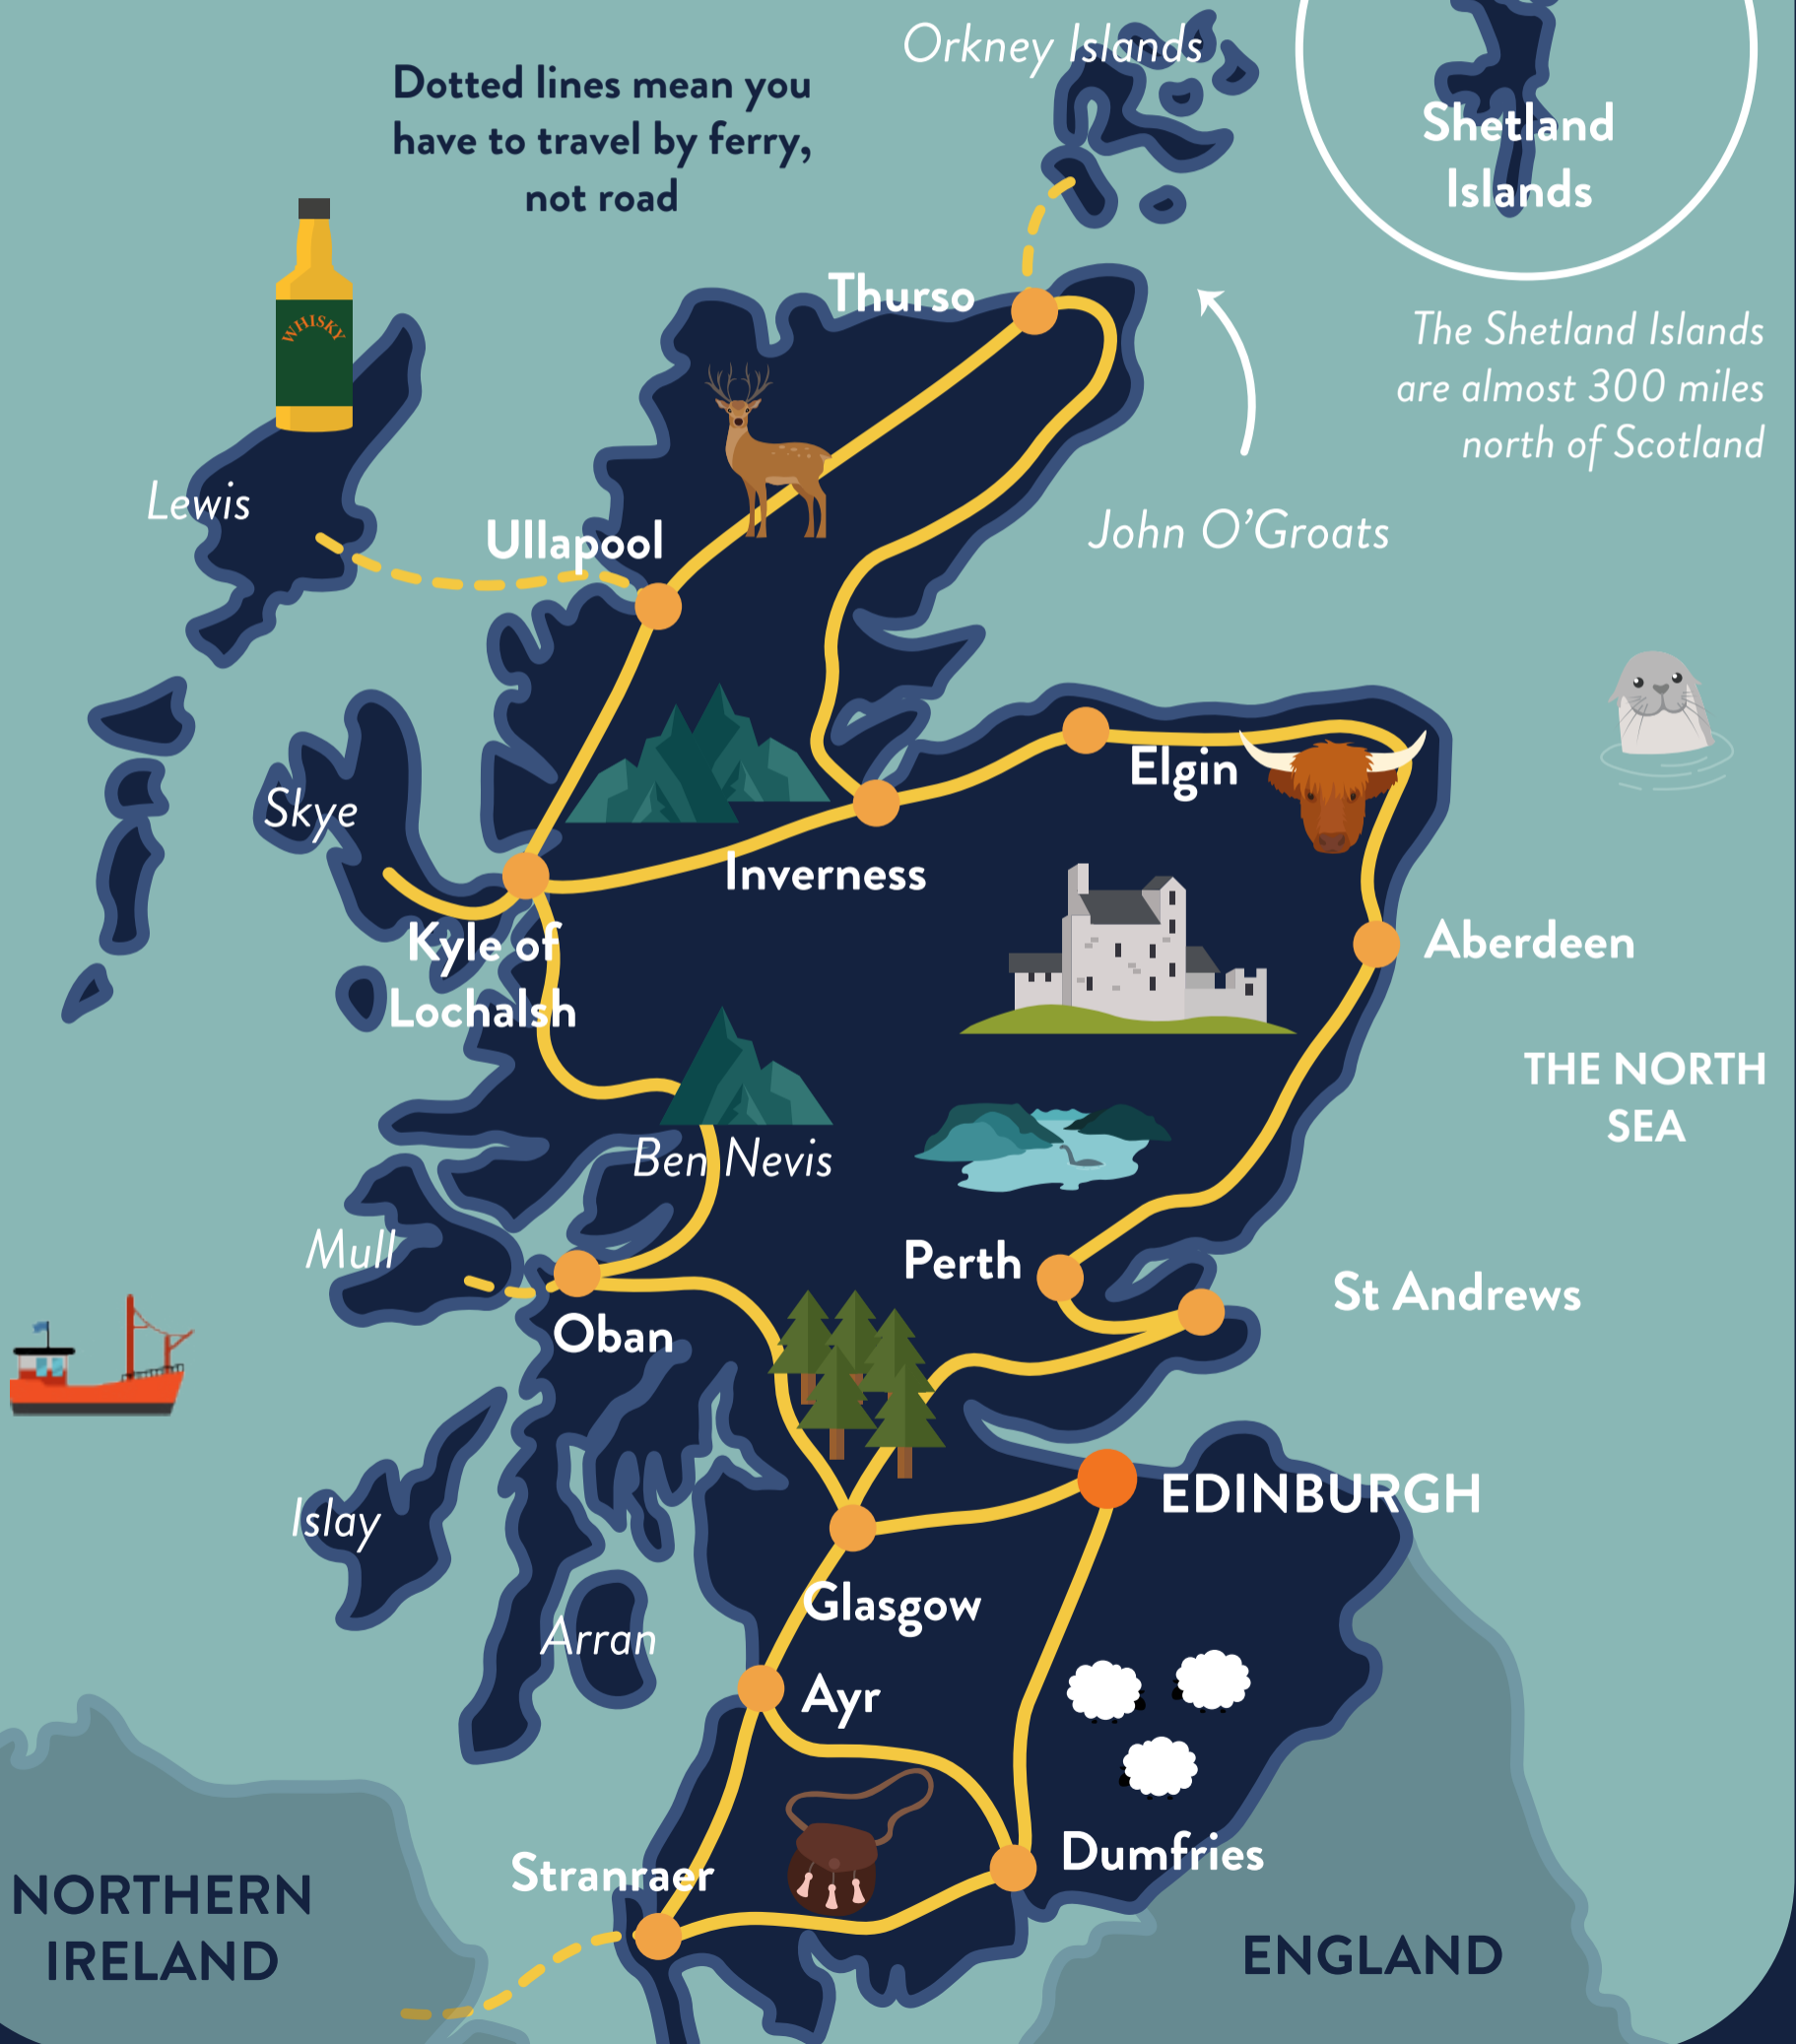 Orkney Islands
Dotted lines mean you
have to travel by ferry,
not road
Shetland
Islands
WHISKY
Thurso
The Shetland Islands
are almost 300 miles
north of Scotland
Lewis
Ullapool
John O'Groats
Elgin
Skye
Inverness
Kyle of
Lochalsh
Aberdeen
THE NORTH
SEA
Ben Nevis
Mull
Perth
St Andrews
Oban
EDINBURGH
Islay
Glasgow
Arran
Ayr
Dumfries
Stranraer
NORTHERN
IRELAND
ENGLAND